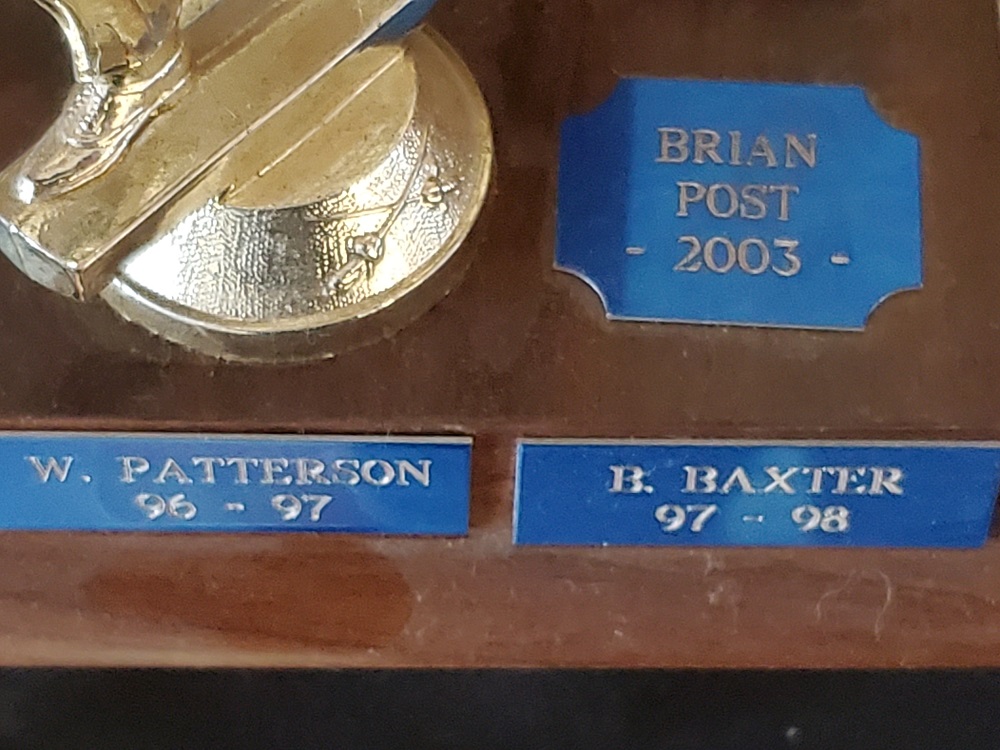 BRIAN
POST
- 2003 -
W. PATTERSON
96 - 97
B. BAXTER
97 - 98